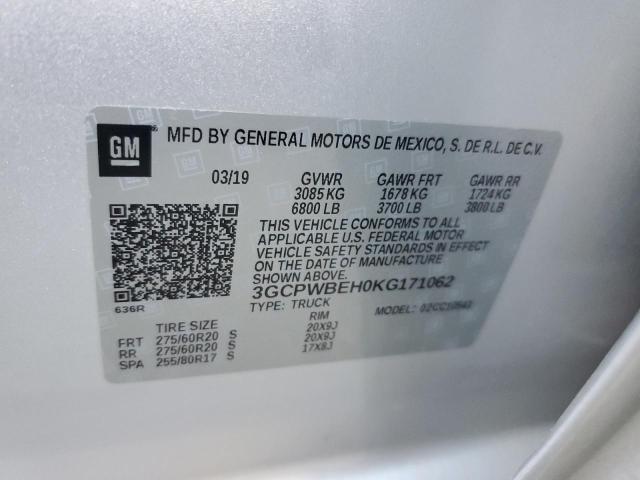 GM
MFD BY GENERAL MOTORS DE MEXICO, S. DE R.L. DE C.V.
03/19 GVWR GAWR FRT GAWR RR
3085 KG 1678 KG 1724 KG
6800 LB 3700 LB 3800 LB
THIS VEHICLE CONFORMS TO ALL
APPLICABLE U.S. FEDERAL MOTOR
VEHICLE SAFETY STANDARDS IN EFFECT
ON THE DATE OF MANUFACTURE
SHOWN ABOVE.
3GCPWBEH0KG171062
TYPE: TRUCK MODEL: 02CC10543
636R
TIRE SIZE RIM
FRT 275/60R20 S 20X9J
RR 275/60R20 S 20X9J
SPA 255/80R17 S 17X8J